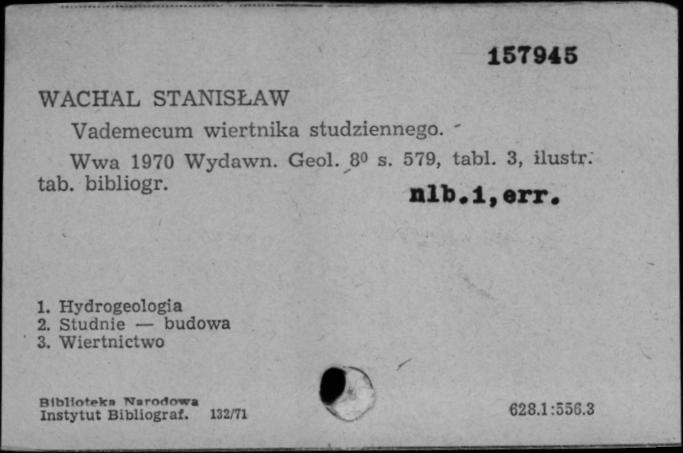 157945
WACHAL STANISŁAW
Vademecum wiertnika studziennego.
Wwa 1970 Wydawn. Geol. 8⁰ s. 579, tabl. 3, ilustr.
tab. bibliogr.
nlb.1,err.
1. Hydrogeologia
2. Studnie — budowa
3. Wiertnictwo
Biblioteka Narodowa
Instytut Bibliograf. 132/71
628.1:556.3